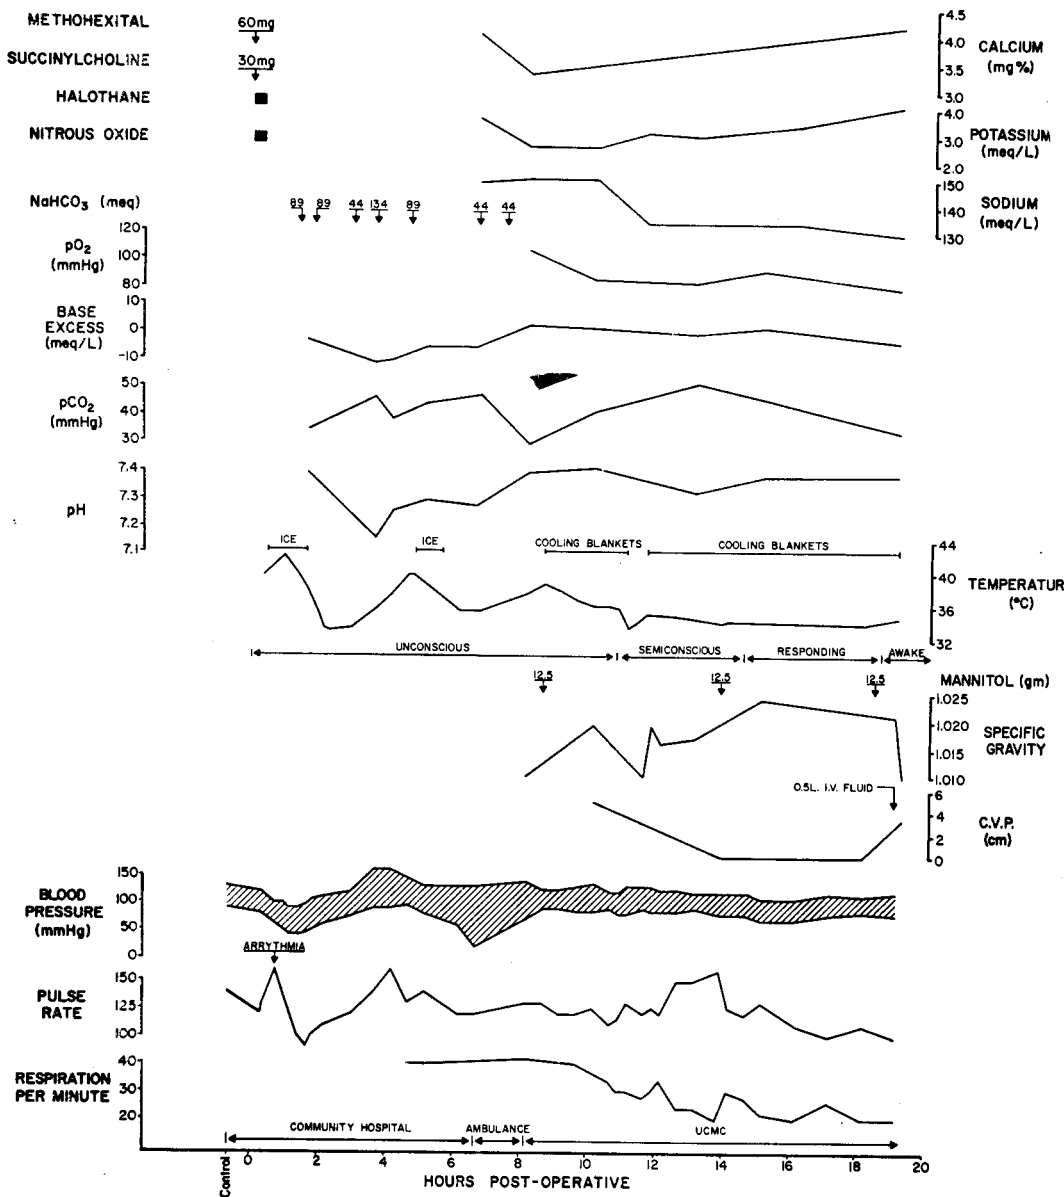 METHOHEXITAL 60mg
SUCCINYLCHOLINE 30mg
HALOTHANE
NITROUS OXIDE
4.5
4.0
3.5
3.0
CALCIUM
(mg%)
4.0
3.0
2.0
POTASSIUM
(meq/L)
NaHCO3 (meq) 89 89 44 134 89 44 44
150
140
130
SODIUM
(meq/L)
pO2
(mmHg)
120
100
80
BASE
EXCESS
(meq/L)
10
0
-10
pCO2
(mmHg)
50
40
30
pH
7.4
7.3
7.2
7.1
ICE ICE COOLING BLANKETS COOLING BLANKETS
44
40
36
32
TEMPERATUR
(°C)
UNCONSCIOUS SEMICONSCIOUS RESPONDING AWAKE
12.5 12.5 12.5 MANNITOL (gm)
1.025
1.020
1.015
1.010
SPECIFIC
GRAVITY
0.5L. I.V. FLUID
6
4
2
0
C.V.P.
(cm)
BLOOD
PRESSURE
(mmHg)
150
100
50
0
ARRYTHMIA
PULSE
RATE
150
125
100
RESPIRATION
PER MINUTE
40
30
20
COMMUNITY HOSPITAL AMBULANCE UCMC
Control 0 2 4 6 8 10 12 14 16 18 20
HOURS POST-OPERATIVE